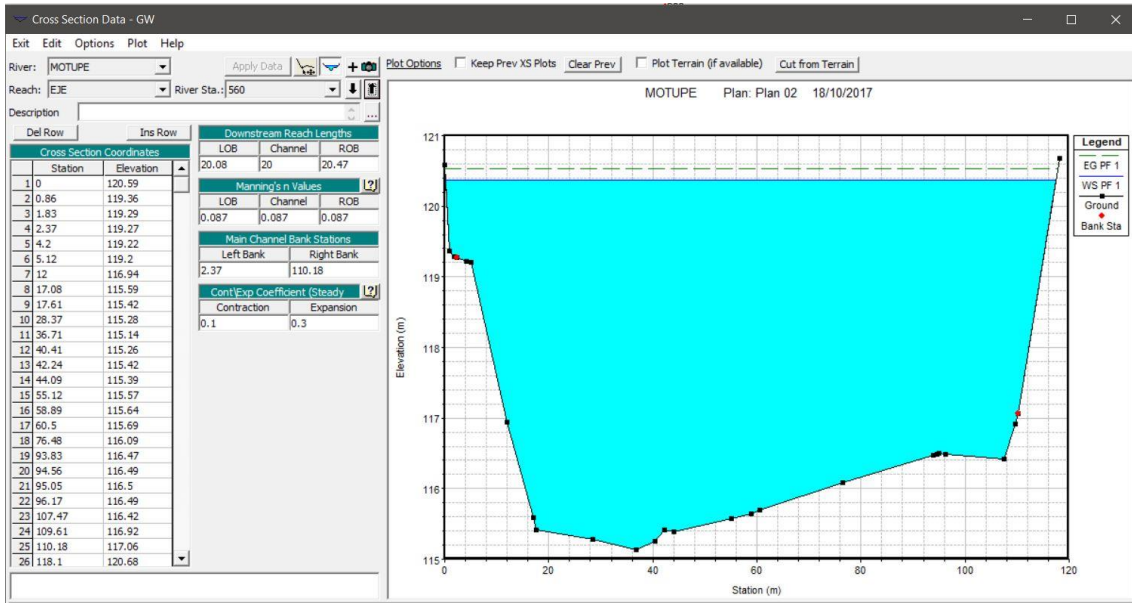 Cross Section Data - GW
Exit Edit Options Plot Help
River: MOTUPE Apply Data Plot Options Keep Prev XS Plots Clear Prev Plot Terrain (if available) Cut from Terrain
Reach: EJE River Sta.: 560
Description ...
Del Row Ins Row
Cross Section Coordinates
Station Elevation
1 0 120.59
2 0.86 119.36
3 1.83 119.29
4 2.37 119.27
5 4.2 119.22
6 5.12 119.2
7 12 116.94
8 17.08 115.59
9 17.61 115.42
10 28.37 115.28
11 36.71 115.14
12 40.41 115.26
13 42.24 115.42
14 44.09 115.39
15 55.12 115.57
16 58.89 115.64
17 60.5 115.69
18 76.48 116.09
19 93.83 116.47
20 94.56 116.49
21 95.05 116.5
22 96.17 116.49
23 107.47 116.42
24 109.61 116.92
25 110.18 117.06
26 118.1 120.68
Downstream Reach Lengths
LOB Channel ROB
20.08 20 20.47
Manning's n Values
LOB Channel ROB
0.087 0.087 0.087
Main Channel Bank Stations
Left Bank Right Bank
2.37 110.18
Cont\Exp Coefficient (Steady
Contraction Expansion
0.1 0.3
MOTUPE Plan: Plan 02 18/10/2017
121
120
119
118
117
116
115
Elevation (m)
0 20 40 60 80 100 120
Station (m)
Legend
EG PF 1
WS PF 1
Ground
Bank Sta